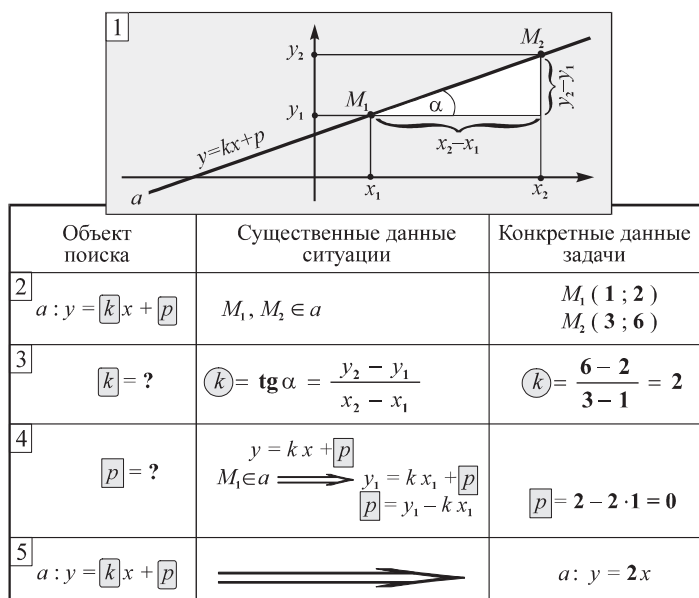 1
y₂
M₂
y₂–y₁
y₁
M₁
α
y=kx+p
x₂–x₁
a
x₁
x₂
Объект поиска
Существенные данные ситуации
Конкретные данные задачи
2
a : y = k x + p
M₁ , M₂ ∈ a
M₁ ( 1 ; 2 )
M₂ ( 3 ; 6 )
3
k = ?
k = tg α = (y₂ – y₁) / (x₂ – x₁)
k = (6 – 2) / (3 – 1) = 2
4
p = ?
y = k x + p
M₁∈a ⟹ y₁ = k x₁ + p
p = y₁ – k x₁
p = 2 – 2 · 1 = 0
5
a : y = k x + p
a: y = 2x